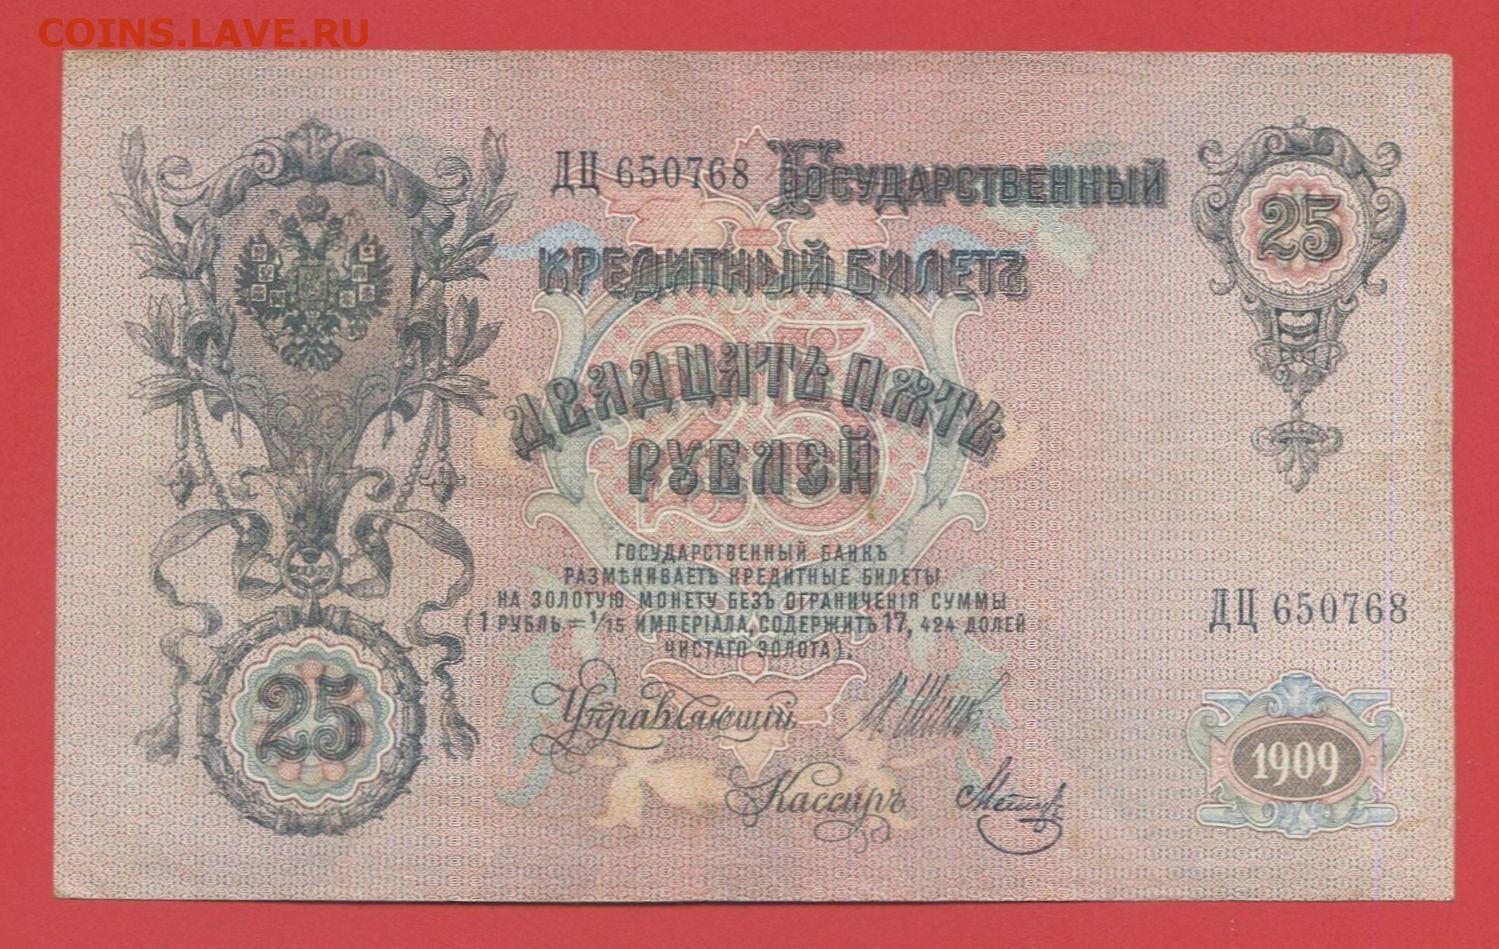 COINS.LAVE.RU
ДЦ 650768 ГОСУДАРСТВЕННЫЙ
25
КРЕДИТНЫЙ БИЛЕТЪ
25
ДВАДЦАТЬ ПЯТЬ
РУБЛЕЙ
ГОСУДАРСТВЕННЫЙ БАНКЪ
РАЗМѢНИВАЕТЪ КРЕДИТНЫЕ БИЛЕТЫ
НА ЗОЛОТУЮ МОНЕТУ БЕЗЪ ОГРАНИЧЕНІЯ СУММЫ
(1 РУБЛЬ = 1/15 ИМПЕРІАЛА, СОДЕРЖИТЪ 17, 424 ДОЛЕЙ
ЧИСТАГО ЗОЛОТА).
ДЦ 650768
25
Управляющій
Кассиръ
1909